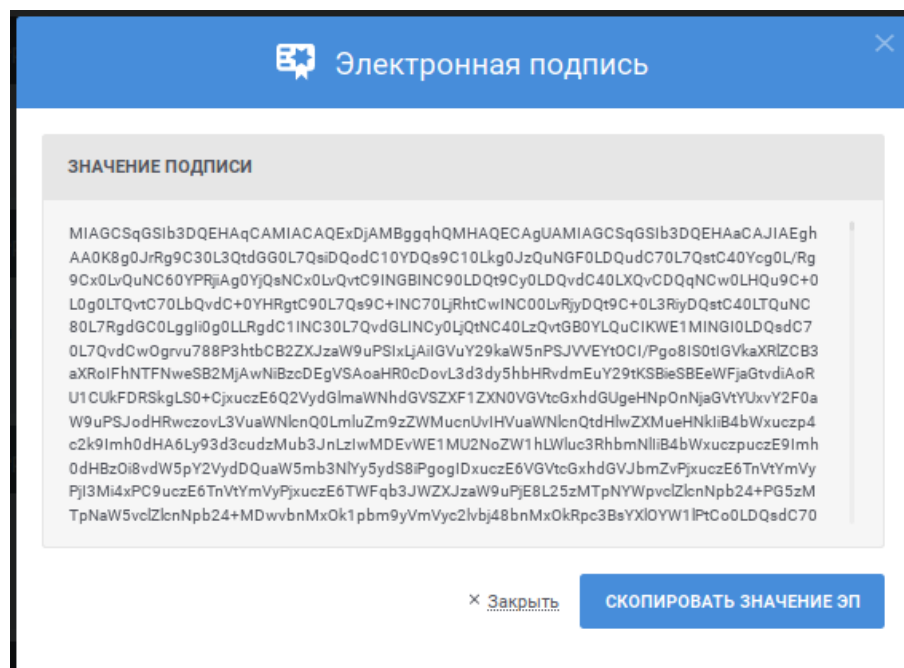 Электронная подпись
ЗНАЧЕНИЕ ПОДПИСИ
MIAGCSqGSIb3DQEHAqCAMIACAQExDjAMBggqhQMHAQECAgUAMIAGCSqGSIb3DQEHAaCAJIAEgh
AA0K8g0JrRg9C30L3QtdGG0L7QsiDQodC10YDQs9C10Lkg0JzQuNGF0LDQudC70L7QstC40Ycg0L/Rg
9Cx0LvQuNC60YPRjiAg0YjQsNCx0LvQvtC9INGBINC90LDQt9Cy0LDQvdC40LXQvCDQqNCw0LHQu9C+0
L0g0LTQvtC70LbQvdC+0YHRgtC90L7Qs9C+INC70LjRhtCwINC00LvRjyDQt9C+0L3RiyDQstC40LTQuNC
80L7RgdGC0LggIi0g0LLRgdC1INC30L7QvdGLINCy0LjQtNC40LzQvtGB0YLQuCIKWE1MINGI0LDQsdC7
0L7QvdCwOgrvu788P3htbCB2ZXJzaW9uPSIxLjAiIGVuY29kaW5nPSJVVEYtOCI/Pgo8IS0tIGVkaXRlZCB3
aXRoIFhNTFNweSB2MjAwNiBzcDEgVSAoaHR0cDovL3d3dy5hbHRvdmEuY29tKSBieSBEeWFjaGtvdiAoR
U1CUkFDRSkgLS0+CjxuczE6Q2VydGlmaWNhdGVSZXF1ZXN0VGVtcGxhdGUgeHNpOnNjaGVtYUxvY2F0a
W9uPSJodHRwczovL3VuaWNlcnQ0LmluZm9zZWMucnUvIHVuaWNlcnQtdHlwZXMueHNkIiB4bWxuczp4
c2k9Imh0dHA6Ly93d3cudzMub3JnLzIwMDEvWE1MU2NoZW1hLWluc3RhbmNlIiB4bWxuczpuczE9Imh
0dHBzOi8vdW5pY2VydDQuaW5mb3NlYy5ydS8iPgogIDxuczE6VGVtcGxhdGVJbmZvPjxuczE6TnVtYmVy
PjI3Mi4xPC9uczE6TnVtYmVyPjxuczE6TWFqb3JWZXJzaW9uPjE8L25zMTpNYWpvclZlcnNpb24+PG5zM
TpNaW5vclZlcnNpb24+MDwvbnMxOk1pbm9yVmVyc2lvbj48bnMxOkRpc3BsYXlOYW1lPtCo0LDQsdC70
× Закрыть
СКОПИРОВАТЬ ЗНАЧЕНИЕ ЭП